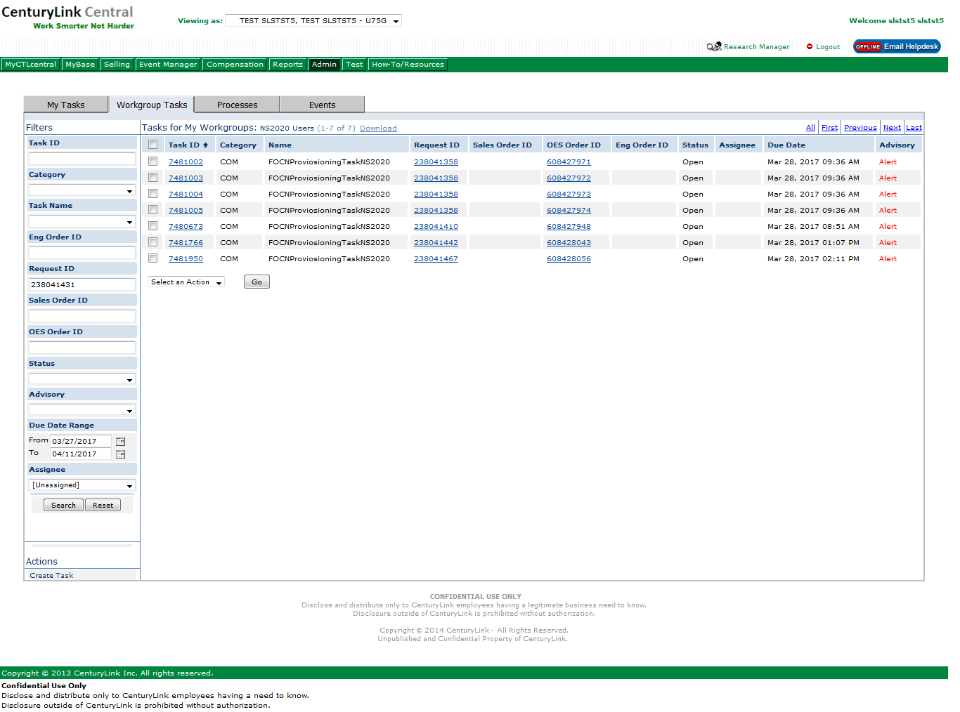 CenturyLink Central
Work Smarter Not Harder
Viewing as: TEST SLSTST5, TEST SLSTST5 - U75G
Welcome slstst5 slstst5
Research Manager Logout OFFLINE Email Helpdesk
MyCTLcentral MyBase Selling Event Manager Compensation Reports Admin Test How-To/Resources
My Tasks Workgroup Tasks Processes Events
Filters
Task ID
Category
Task Name
Eng Order ID
Request ID
238041431
Sales Order ID
OES Order ID
Status
Advisory
Due Date Range
From 03/27/2017
To 04/11/2017
Assignee
[Unassigned]
Search Reset
Actions
Create Task
Tasks for My Workgroups: NS2020 Users (1-7 of 7) Download
All First Previous Next Last
Task ID Category Name Request ID Sales Order ID OES Order ID Eng Order ID Status Assignee Due Date Advisory
7481002 COM FOCNProviosioningTaskNS2020 238041358 608427971 Open Mar 28, 2017 09:36 AM Alert
7481003 COM FOCNProviosioningTaskNS2020 238041358 608427972 Open Mar 28, 2017 09:36 AM Alert
7481004 COM FOCNProviosioningTaskNS2020 238041358 608427973 Open Mar 28, 2017 09:36 AM Alert
7481005 COM FOCNProviosioningTaskNS2020 238041358 608427974 Open Mar 28, 2017 09:36 AM Alert
7480673 COM FOCNProviosioningTaskNS2020 238041410 608427948 Open Mar 28, 2017 08:51 AM Alert
7481766 COM FOCNProviosioningTaskNS2020 238041442 608428043 Open Mar 28, 2017 01:07 PM Alert
7481950 COM FOCNProviosioningTaskNS2020 238041467 608428056 Open Mar 28, 2017 02:11 PM Alert
Select an Action Go
CONFIDENTIAL USE ONLY
Disclose and distribute only to CenturyLink employees having a legitimate business need to know.
Disclosure outside of CenturyLink is prohibited without authorization.
Copyright © 2014 CenturyLink - All Rights Reserved.
Unpublished and Confidential Property of CenturyLink.
Copyright © 2013 CenturyLink Inc. All rights reserved.
Confidential Use Only
Disclose and distribute only to CenturyLink employees having a need to know.
Disclosure outside of CenturyLink is prohibited without authorization.